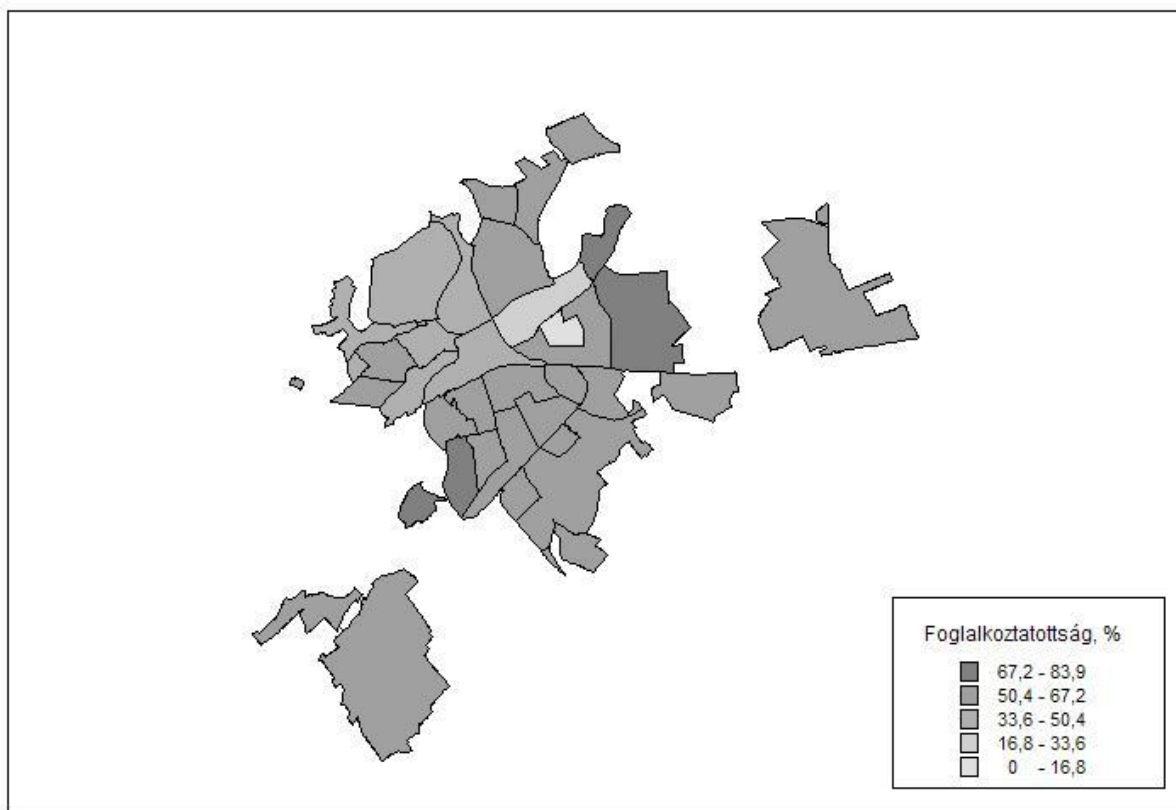 Foglalkoztatottság, %
67,2 - 83,9
50,4 - 67,2
33,6 - 50,4
16,8 - 33,6
0 - 16,8